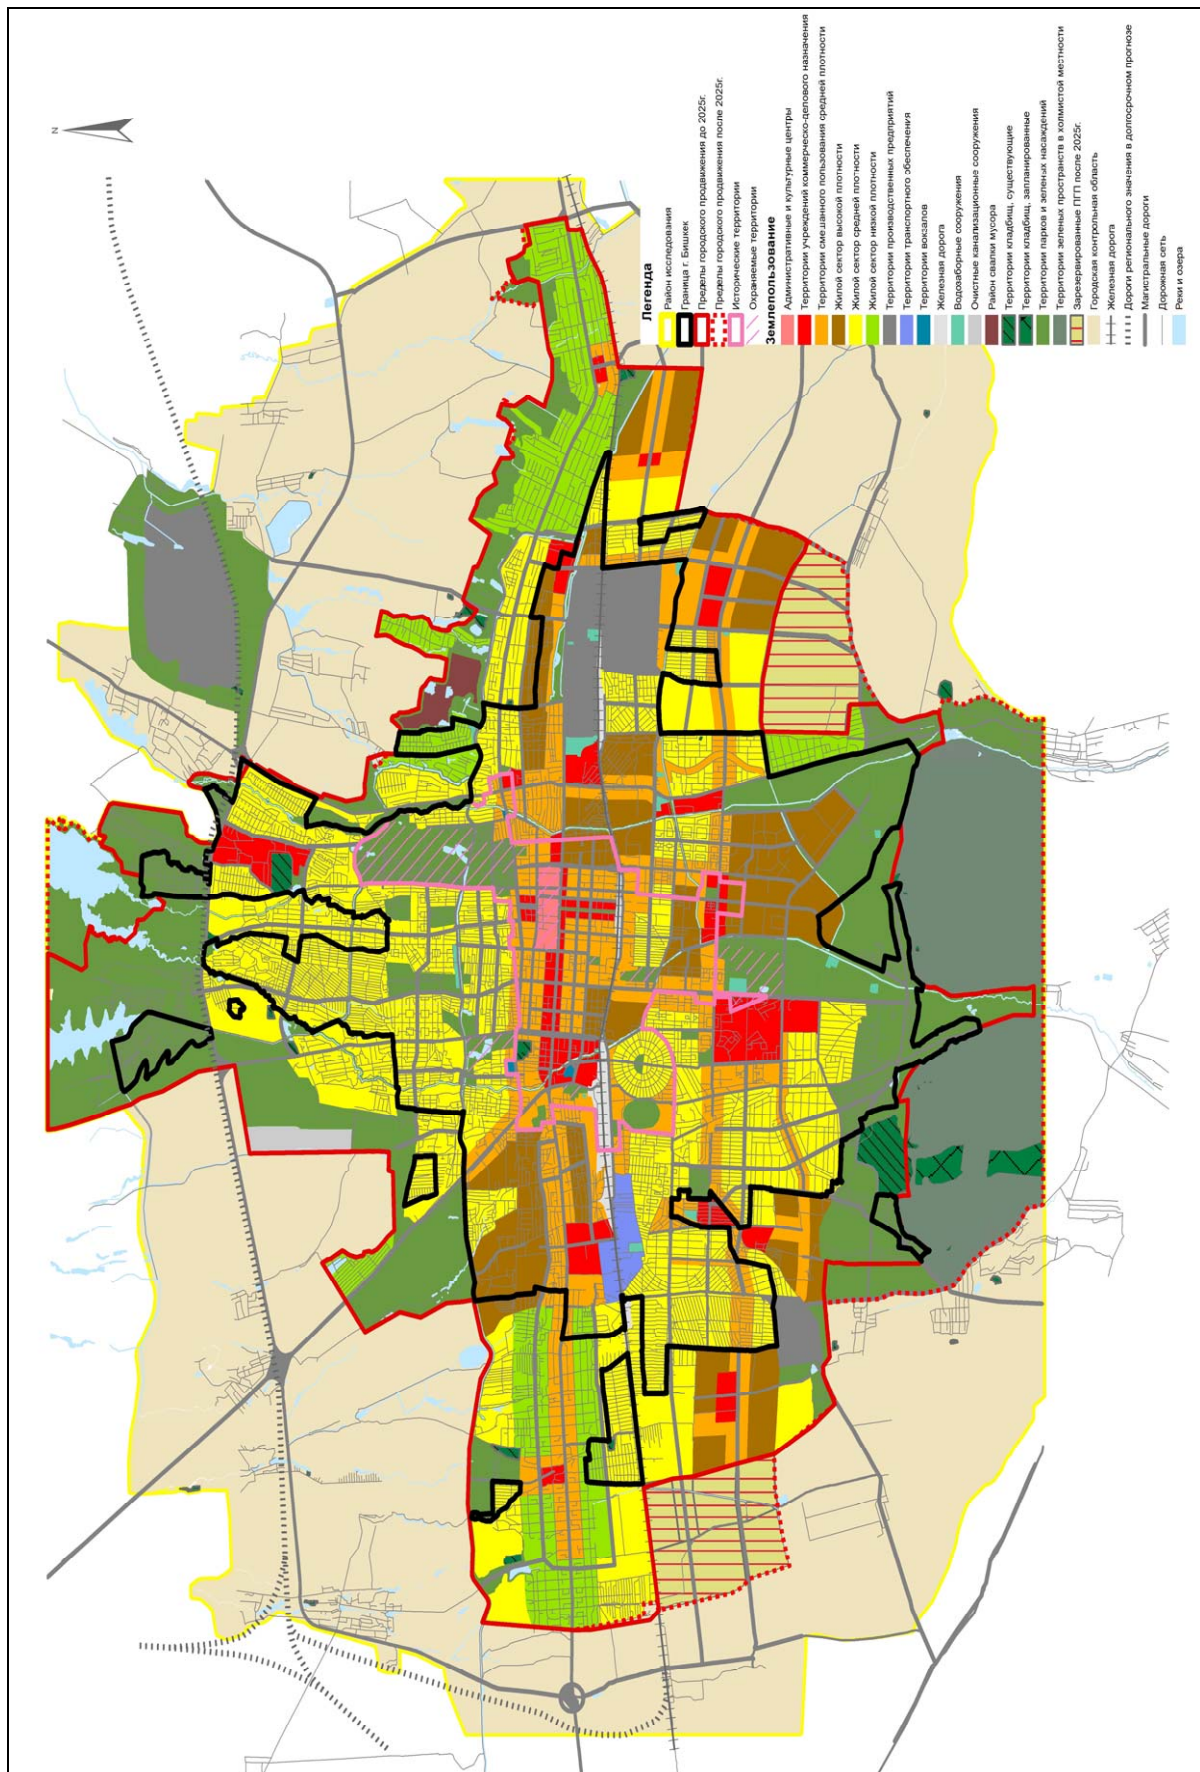 N
Легенда
Район исследования
Граница г. Бишкек
Пределы городского продвижения до 2025г.
Пределы городского продвижения после 2025г.
Исторические территории
Охраняемые территории
Землепользование
Административные и культурные центры
Территории учреждений коммерческо-делового назначения
Территории смешанного пользования средней плотности
Жилой сектор высокой плотности
Жилой сектор средней плотности
Жилой сектор низкой плотности
Территории производственных предприятий
Территории транспортного обеспечения
Территории вокзалов
Железная дорога
Водозаборные сооружения
Очистные канализационные сооружения
Район свалки мусора
Территории кладбищ, существующие
Территории кладбищ, запланированные
Территории парков и зеленых насаждений
Территории зеленых пространств в холмистой местности
Зарезервированные ПГП после 2025г.
Городская контрольная область
Железная дорога
Дороги регионального значения в долгосрочном прогнозе
Магистральные дороги
Дорожная сеть
Реки и озера